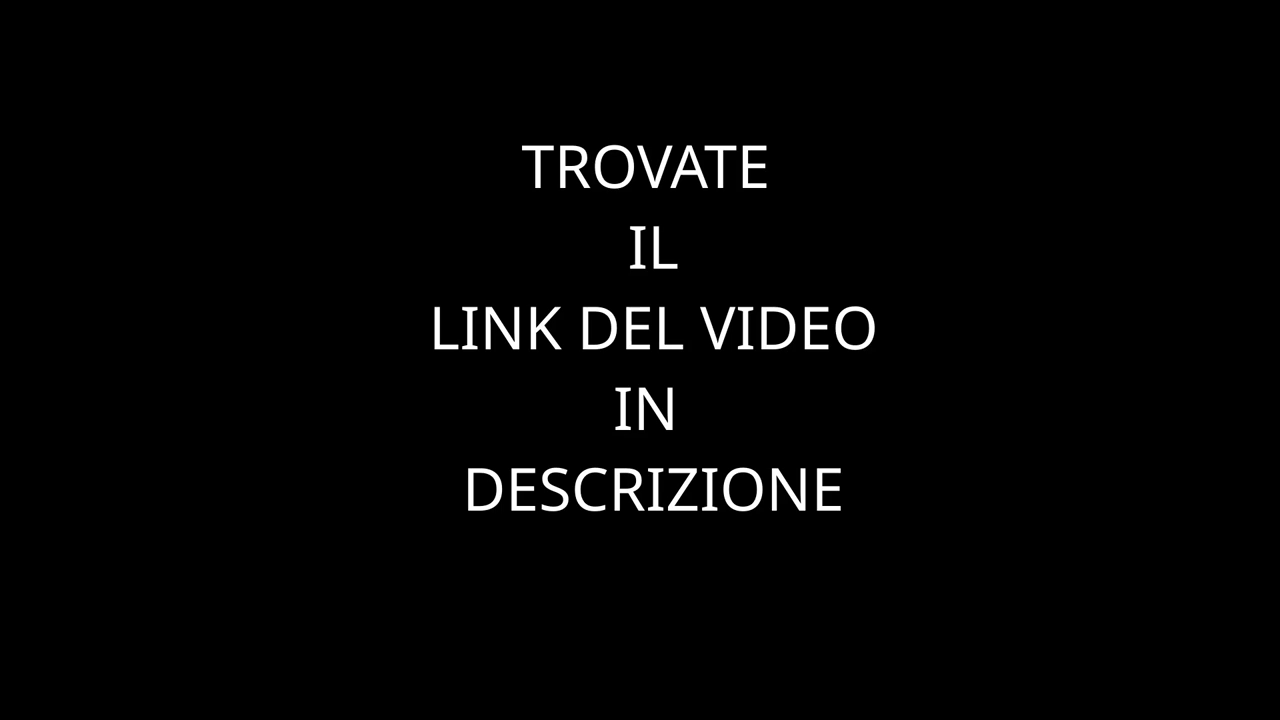 TROVATE
IL
LINK DEL VIDEO
IN
DESCRIZIONE